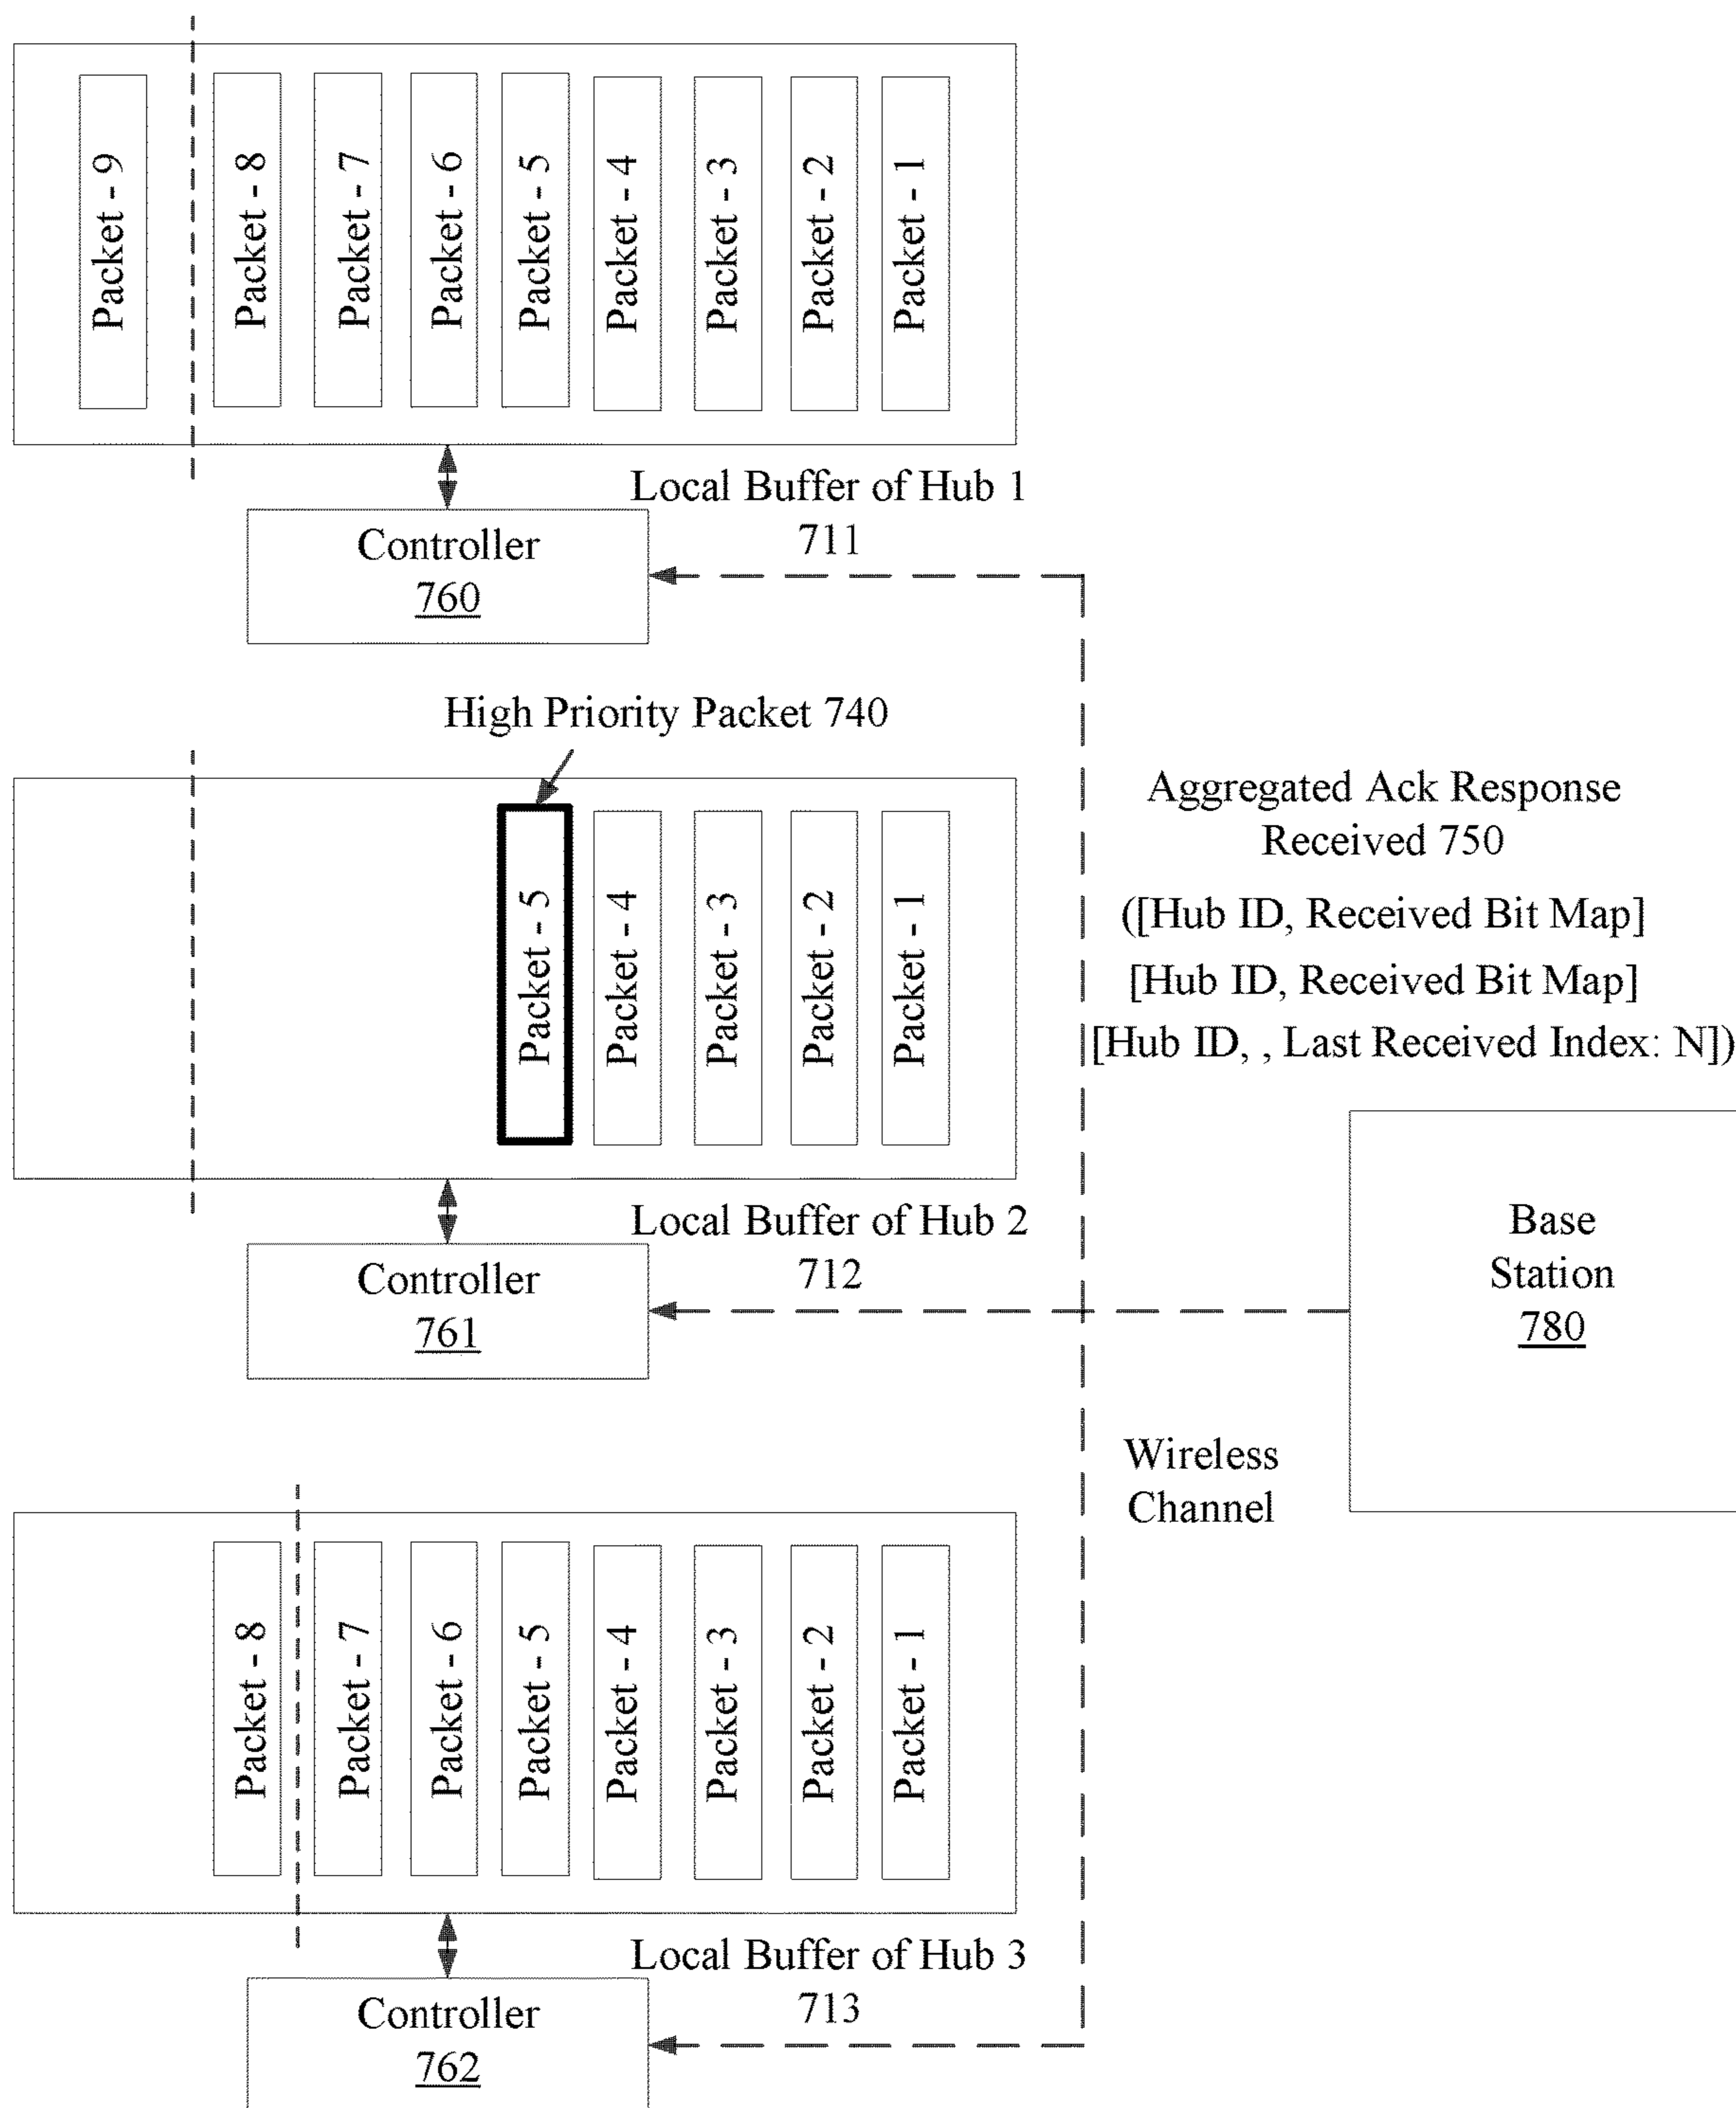 Packet - 9
Packet - 8
Packet - 7
Packet - 6
Packet - 5
Packet - 4
Packet - 3
Packet - 2
Packet - 1
Local Buffer of Hub 1
711
Controller
760
High Priority Packet 740
Packet - 5
Packet - 4
Packet - 3
Packet - 2
Packet - 1
Aggregated Ack Response
Received 750
([Hub ID, Received Bit Map]
[Hub ID, Received Bit Map]
[Hub ID, , Last Received Index: N])
Local Buffer of Hub 2
712
Controller
761
Base
Station
780
Wireless
Channel
Packet - 8
Packet - 7
Packet - 6
Packet - 5
Packet - 4
Packet - 3
Packet - 2
Packet - 1
Local Buffer of Hub 3
713
Controller
762